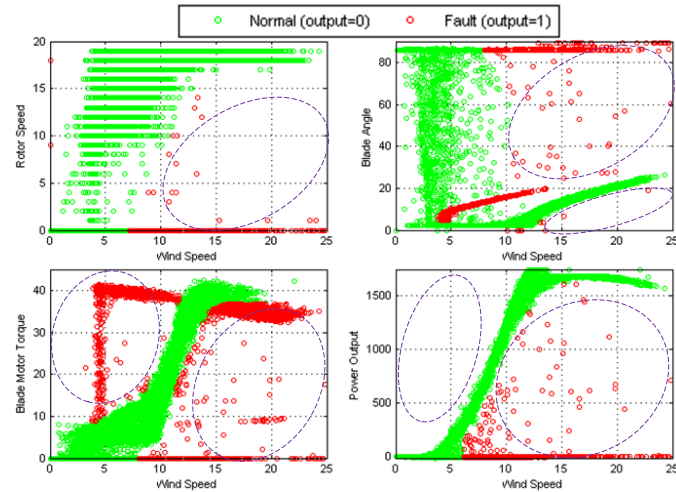 Normal (output=0) Fault (output=1)
20
15
10
5
0
Rotor Speed
0 5 10 15 20 25
Wind Speed
80
60
40
20
0
Blade Angle
0 5 10 15 20 25
Wind Speed
40
30
20
10
0
Blade Motor Torque
0 5 10 15 20 25
Wind Speed
1500
1000
500
0
Power Output
0 5 10 15 20 25
Wind Speed